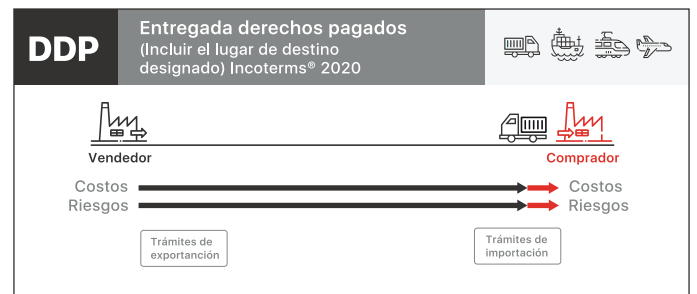 DDP
Entregada derechos pagados
(Incluir el lugar de destino
designado) Incoterms® 2020
Vendedor
Comprador
Costos
Costos
Riesgos
Riesgos
Trámites de
exportanción
Trámites de
importación